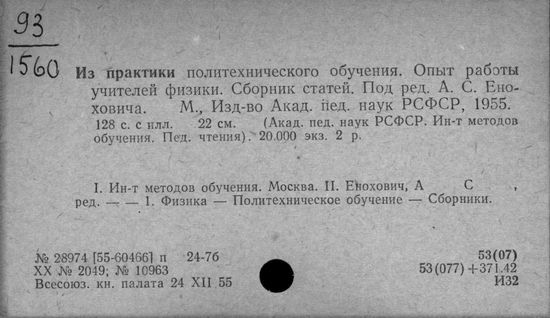 93
1560
Из практики политехнического обучения. Опыт работы
учителей физики. Сборник статей. Под ред. А. С. Ено-
ховича. М., Изд-во Акад. пед. наук РСФСР, 1955.
128 с. с илл. 22 см. (Акад. пед. наук РСФСР. Ин-т методов
обучения. Пед. чтения). 20.000 экз. 2 р.
I. Ин-т методов обучения. Москва. II. Енохович, А С ,
ред. — — 1. Физика — Политехническое обучение — Сборники.
№ 28974 [55-60466] п 24-7б 53(07)
XX № 2049; № 10963 53(077)+371.42
Всесоюз. кн. палата 24 XII 55 И32